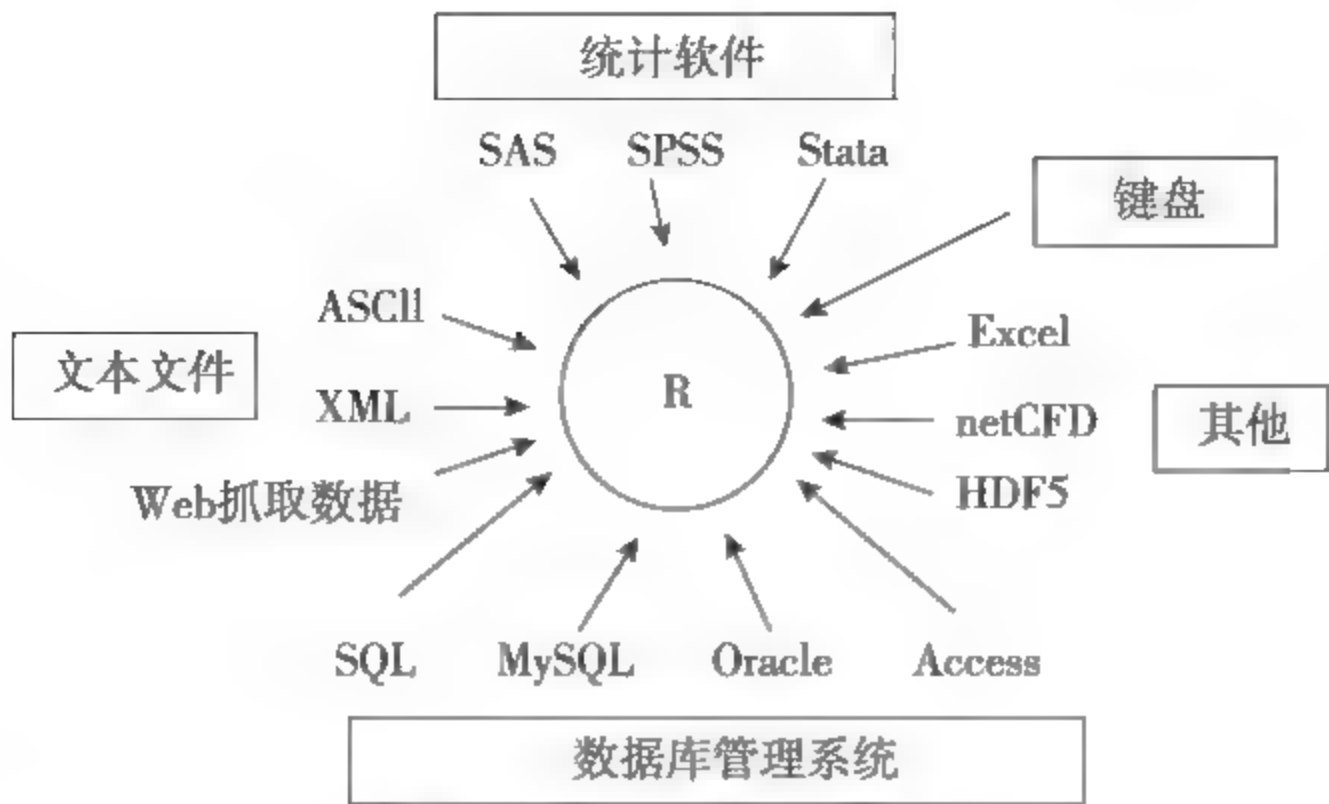 统计软件
SAS SPSS Stata
键盘
ASCll
Excel
文本文件
R
XML
netCFD
其他
Web抓取数据
HDF5
SQL MySQL Oracle Access
数据库管理系统